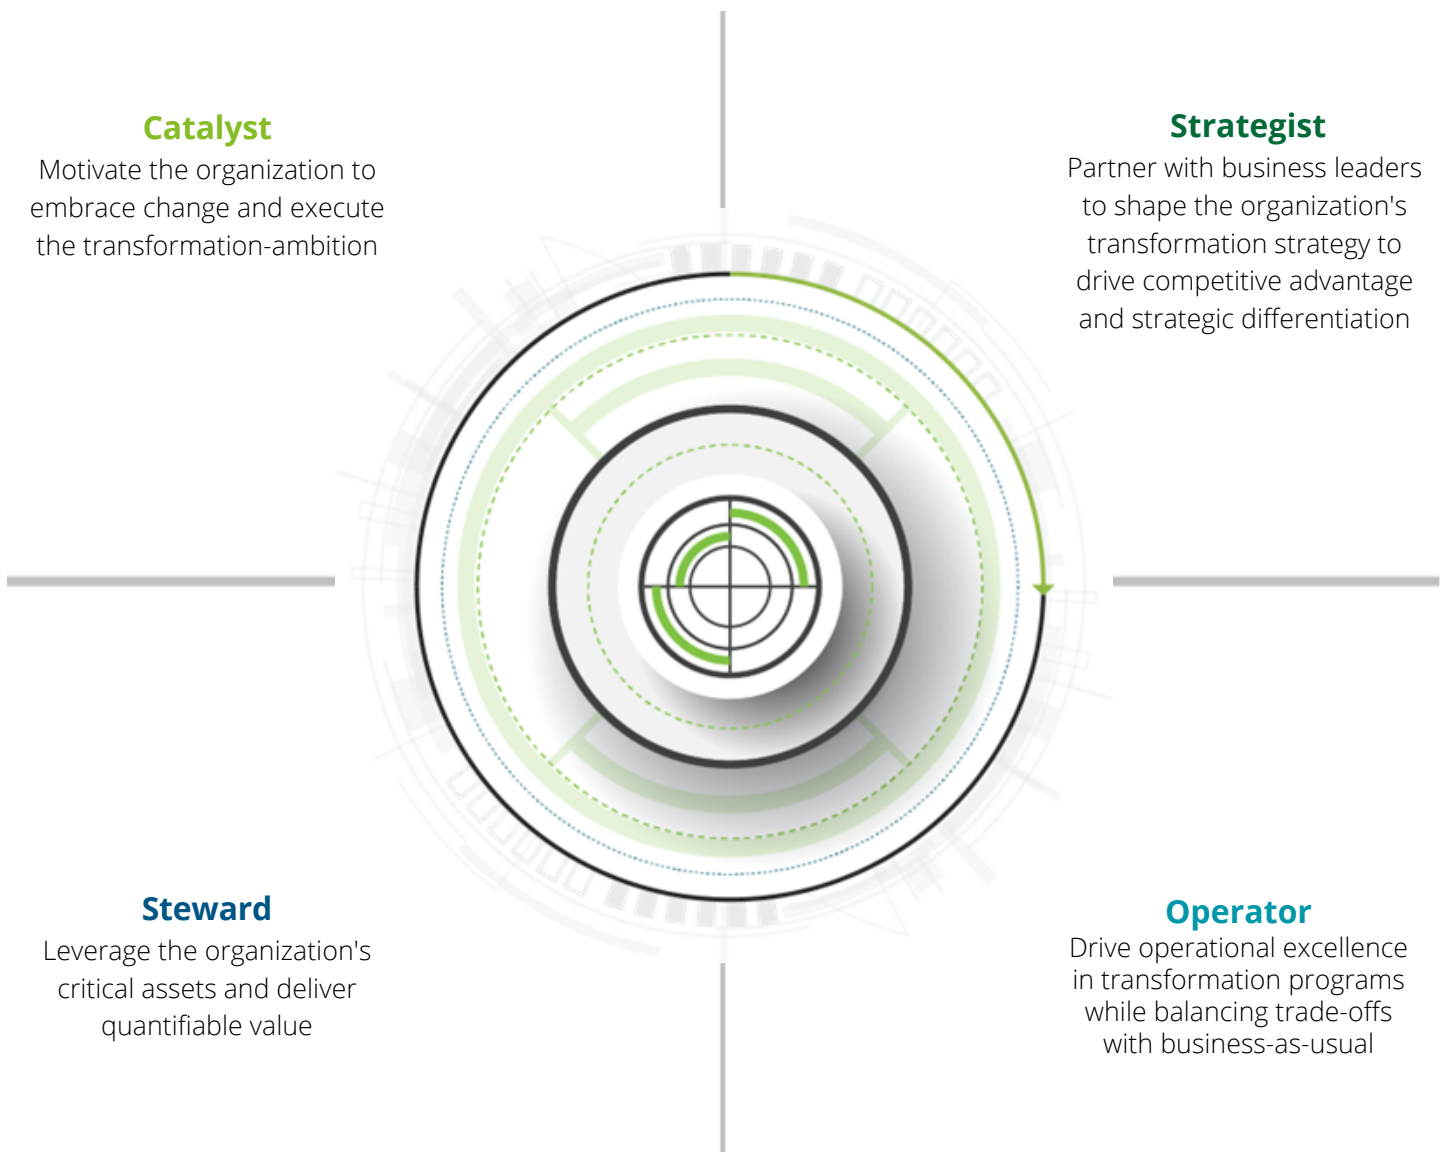 Catalyst
Motivate the organization to
embrace change and execute
the transformation-ambition
Strategist
Partner with business leaders
to shape the organization's
transformation strategy to
drive competitive advantage
and strategic differentiation
Steward
Leverage the organization's
critical assets and deliver
quantifiable value
Operator
Drive operational excellence
in transformation programs
while balancing trade-offs
with business-as-usual